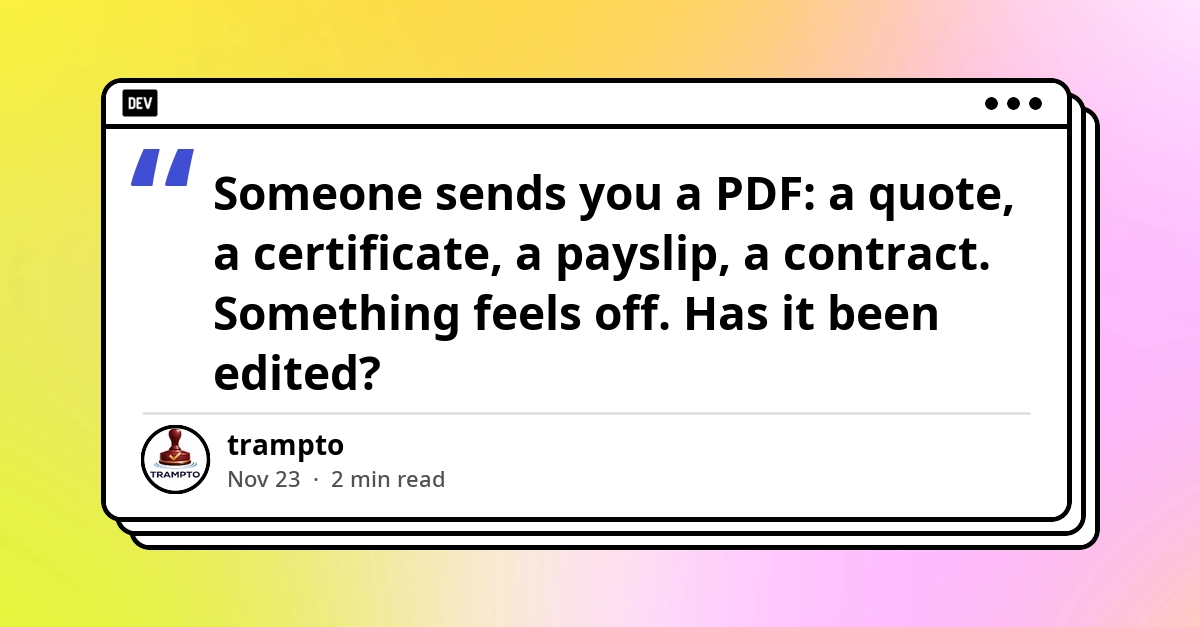 DEV
“ Someone sends you a PDF: a quote,
a certificate, a payslip, a contract.
Something feels off. Has it been
edited?
TRAMPTO
trampto
Nov 23 · 2 min read